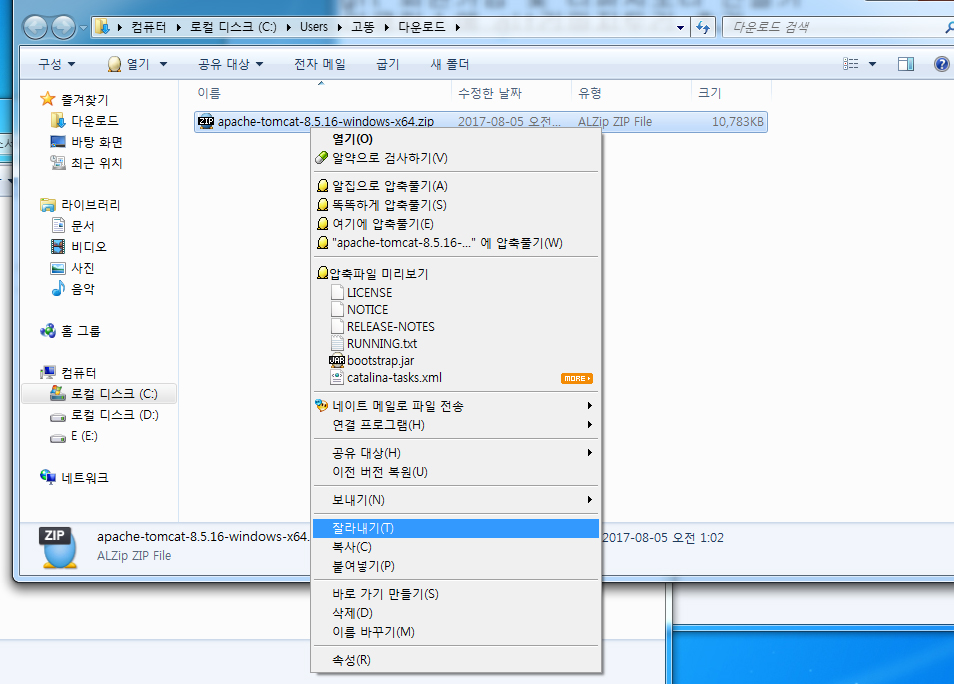 컴퓨터 로컬 디스크 (C:) Users 고똥 다운로드 다운로드 검색
구성 열기 공유 대상 전자 메일 굽기 새 폴더
이름 수정한 날짜 유형 크기
apache-tomcat-8.5.16-windows-x64.zip 2017-08-05 오전... ALZip ZIP File 10,783KB
즐겨찾기
다운로드
바탕 화면
최근 위치
라이브러리
문서
비디오
사진
음악
홈 그룹
컴퓨터
로컬 디스크 (C:)
로컬 디스크 (D:)
E (E:)
네트워크
열기(O)
알약으로 검사하기(V)
알집으로 압축풀기(A)
똑똑하게 압축풀기(S)
여기에 압축풀기(E)
"apache-tomcat-8.5.16-..." 에 압축풀기(W)
압축파일 미리보기
LICENSE
NOTICE
RELEASE-NOTES
RUNNING.txt
bootstrap.jar
catalina-tasks.xml
MORE
네이트 메일로 파일 전송
연결 프로그램(H)
공유 대상(H)
이전 버전 복원(U)
보내기(N)
잘라내기(T)
복사(C)
붙여넣기(P)
바로 가기 만들기(S)
삭제(D)
이름 바꾸기(M)
속성(R)
ZIP apache-tomcat-8.5.16-windows-x64. 2017-08-05 오전 1:02
ALZip ZIP File